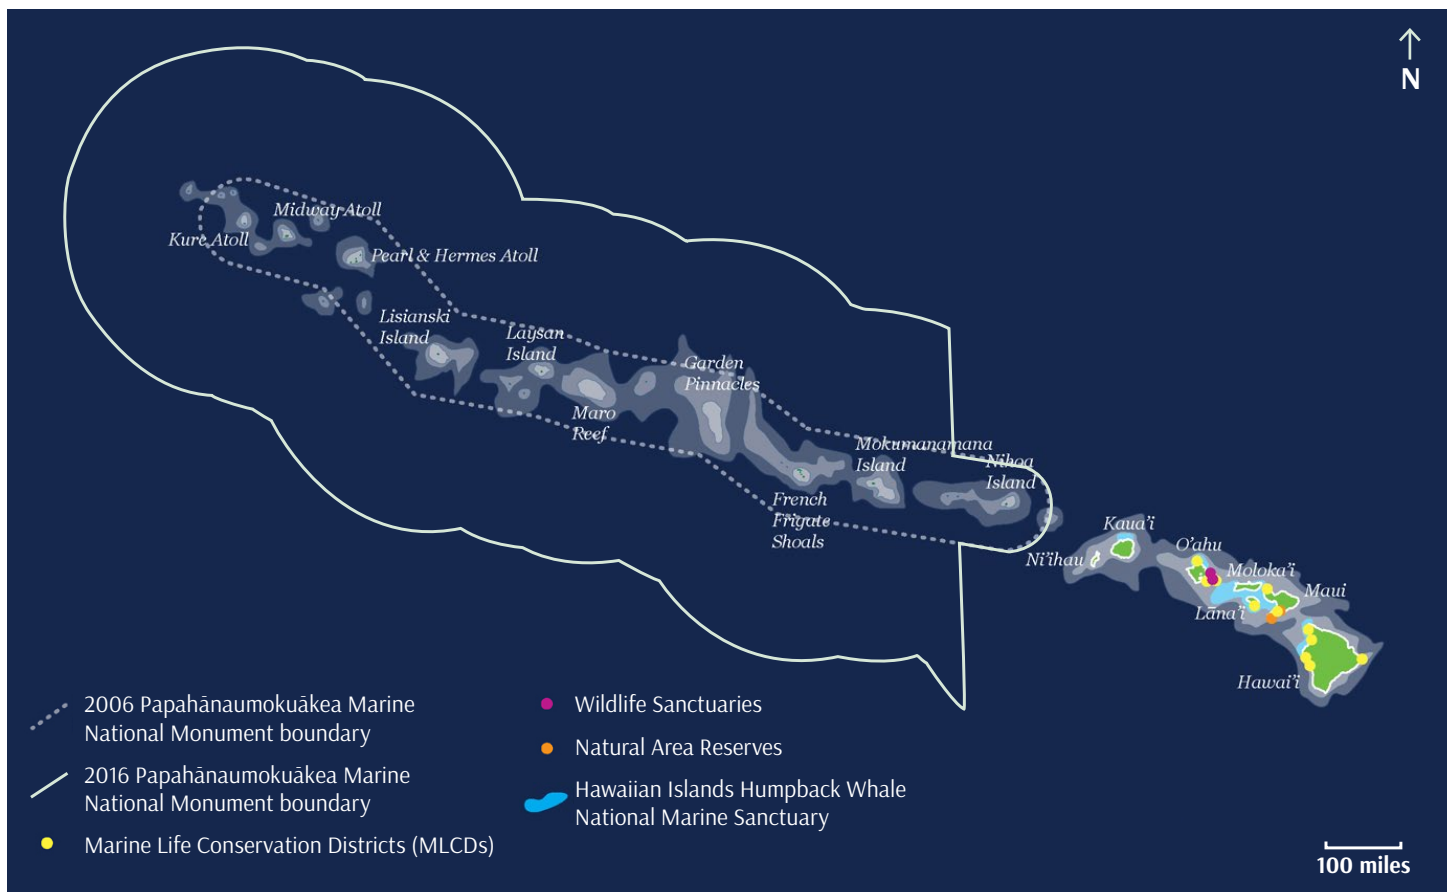 N
Midway Atoll
Kure Atoll
Pearl & Hermes Atoll
Lisianski
Island
Laysan
Island
Garden
Pinnacles
Maro
Reef
Mokumanamana
Island
Nihoa
Island
French
Frigate
Shoals
Kaua’i
Ni’ihau
O’ahu
Moloka’i
Maui
Lāna’i
Hawai’i
2006 Papahānaumokuākea Marine
National Monument boundary
2016 Papahānaumokuākea Marine
National Monument boundary
Marine Life Conservation Districts (MLCDs)
Wildlife Sanctuaries
Natural Area Reserves
Hawaiian Islands Humpback Whale
National Marine Sanctuary
100 miles